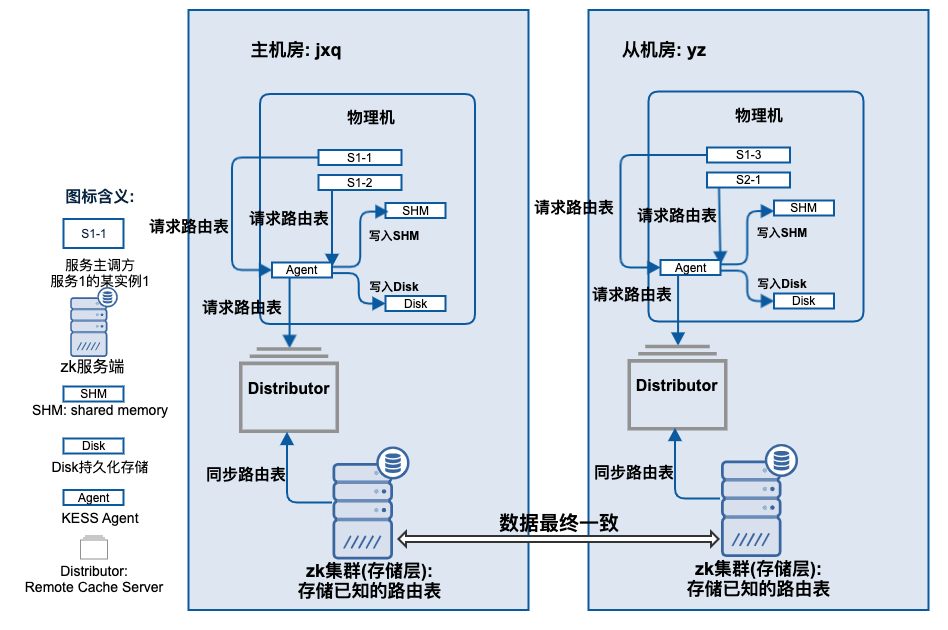 图标含义:
S1-1
服务主调方
服务1的某实例1
zk服务端
SHM
SHM: shared memory
Disk
Disk持久化存储
Agent
KESS Agent
Distributor:
Remote Cache Server
主机房: jxq
物理机
S1-1
S1-2
请求路由表
请求路由表
SHM
写入SHM
Agent
写入Disk
Disk
请求路由表
Distributor
同步路由表
zk集群(存储层):
存储已知的路由表
数据最终一致
从机房: yz
物理机
S1-3
S2-1
请求路由表
请求路由表
SHM
写入SHM
Agent
写入Disk
Disk
请求路由表
Distributor
同步路由表
zk集群(存储层):
存储已知的路由表